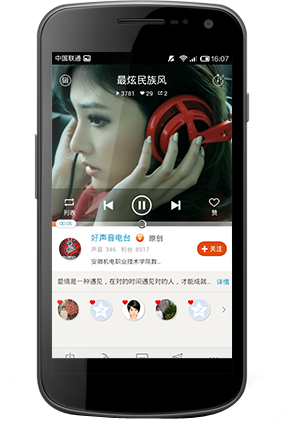 中国联通 16:07
最炫民族风
3781 29 2
列表 赞
00:06
好声音电台 原创
声音 346 粉丝 8917
+ 关注
安徽机电职业技术学院教...
爱情是一种遇见，在对的时间遇见对的人，才能成就... 详情